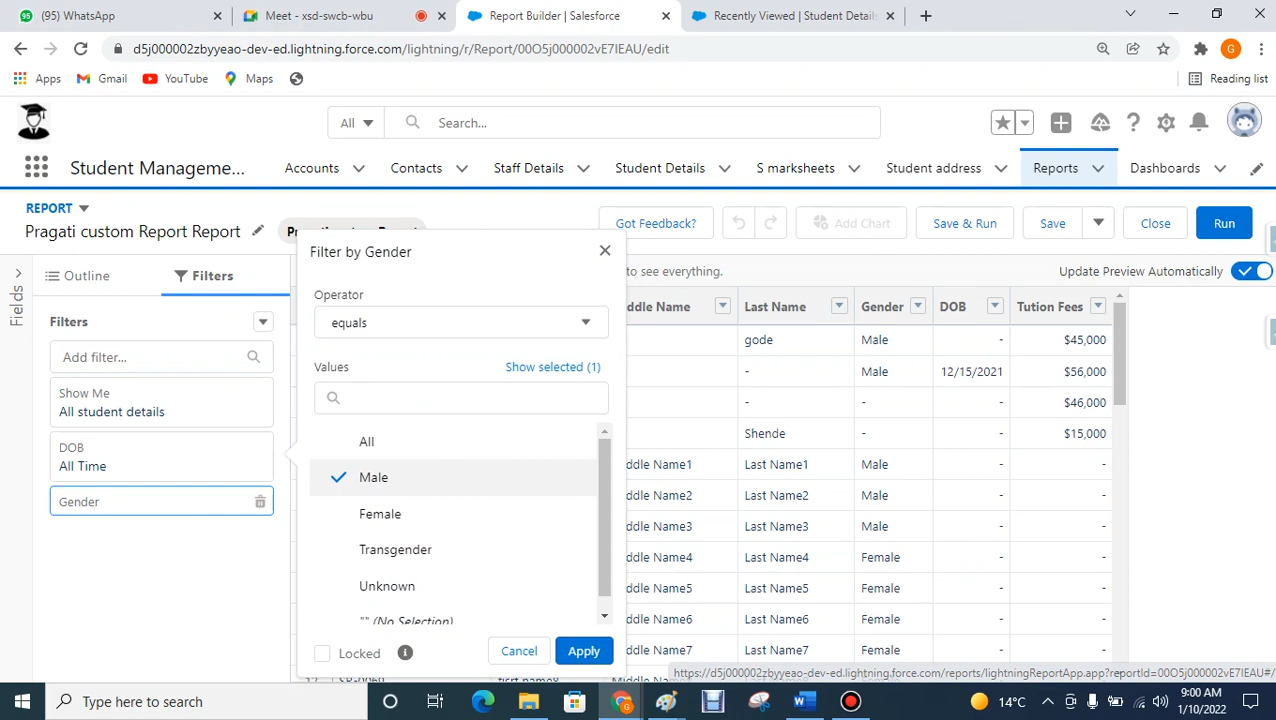 (95) WhatsApp
Meet - xsd-swcb-wbu
Report Builder | Salesforce
Recently Viewed | Student Details
d5j000002zbyyeao-dev-ed.lightning.force.com/lightning/r/Report/00O5j000002vE7IEAU/edit
Apps
Gmail
YouTube
Maps
Reading list
All
Search...
Student Manageme...
Accounts
Contacts
Staff Details
Student Details
S marksheets
Student address
Reports
Dashboards
REPORT
Pragati custom Report Report
Got Feedback?
Add Chart
Save & Run
Save
Close
Run
Fields
Outline
Filters
to see everything.
Update Preview Automatically
Filters
Add filter...
Show Me
All student details
DOB
All Time
Gender
Filter by Gender
Operator
equals
Values
Show selected (1)
All
Male
Female
Transgender
Unknown
"" (No Selection)
Locked
Cancel
Apply
ddle Name Last Name Gender DOB Tution Fees
gode Male - $45,000
- Male 12/15/2021 $56,000
- - - $46,000
Shende - - $15,000
ddle Name1 Last Name1 Male - -
ddle Name2 Last Name2 Male - -
ddle Name3 Last Name3 Male - -
ddle Name4 Last Name4 Female - -
ddle Name5 Last Name5 Female - -
ddle Name6 Last Name6 Female - -
ddle Name7 Last Name7 Female - -
https://d5j000002zbyyeao-dev-ed.lightning.force.com/reports/lightningReportApp.app?reportId=00O5j000002vE7IEAU#/
Type here to search
14°C
9:00 AM
1/10/2022